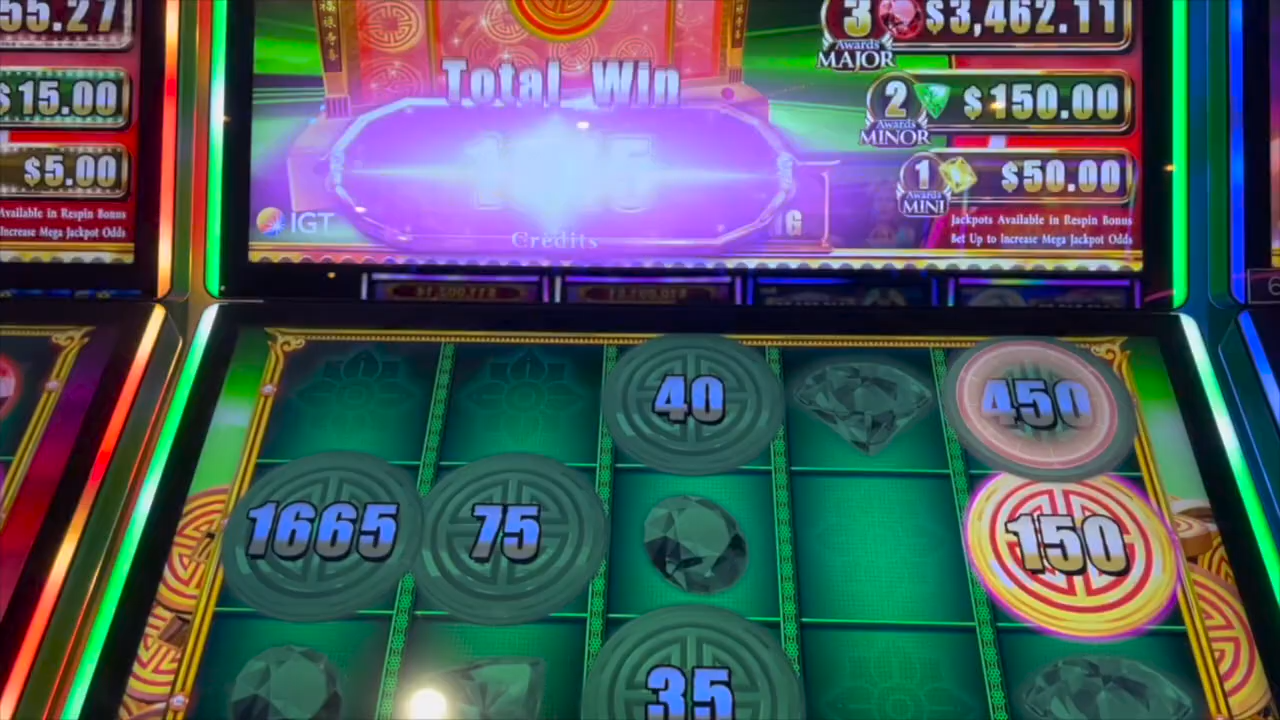 55.27
$15.00
$5.00
Available in Respin Bonus
Increase Mega Jackpot Odds
Total Win
Credits
IGT
3
Awards
MAJOR
$3,462.11
2
Awards
MINOR
$150.00
1
Awards
MINI
$50.00
Jackpots Available in Respin Bonus
Bet Up to Increase Mega Jackpot Odds
40
450
1665
75
150
35